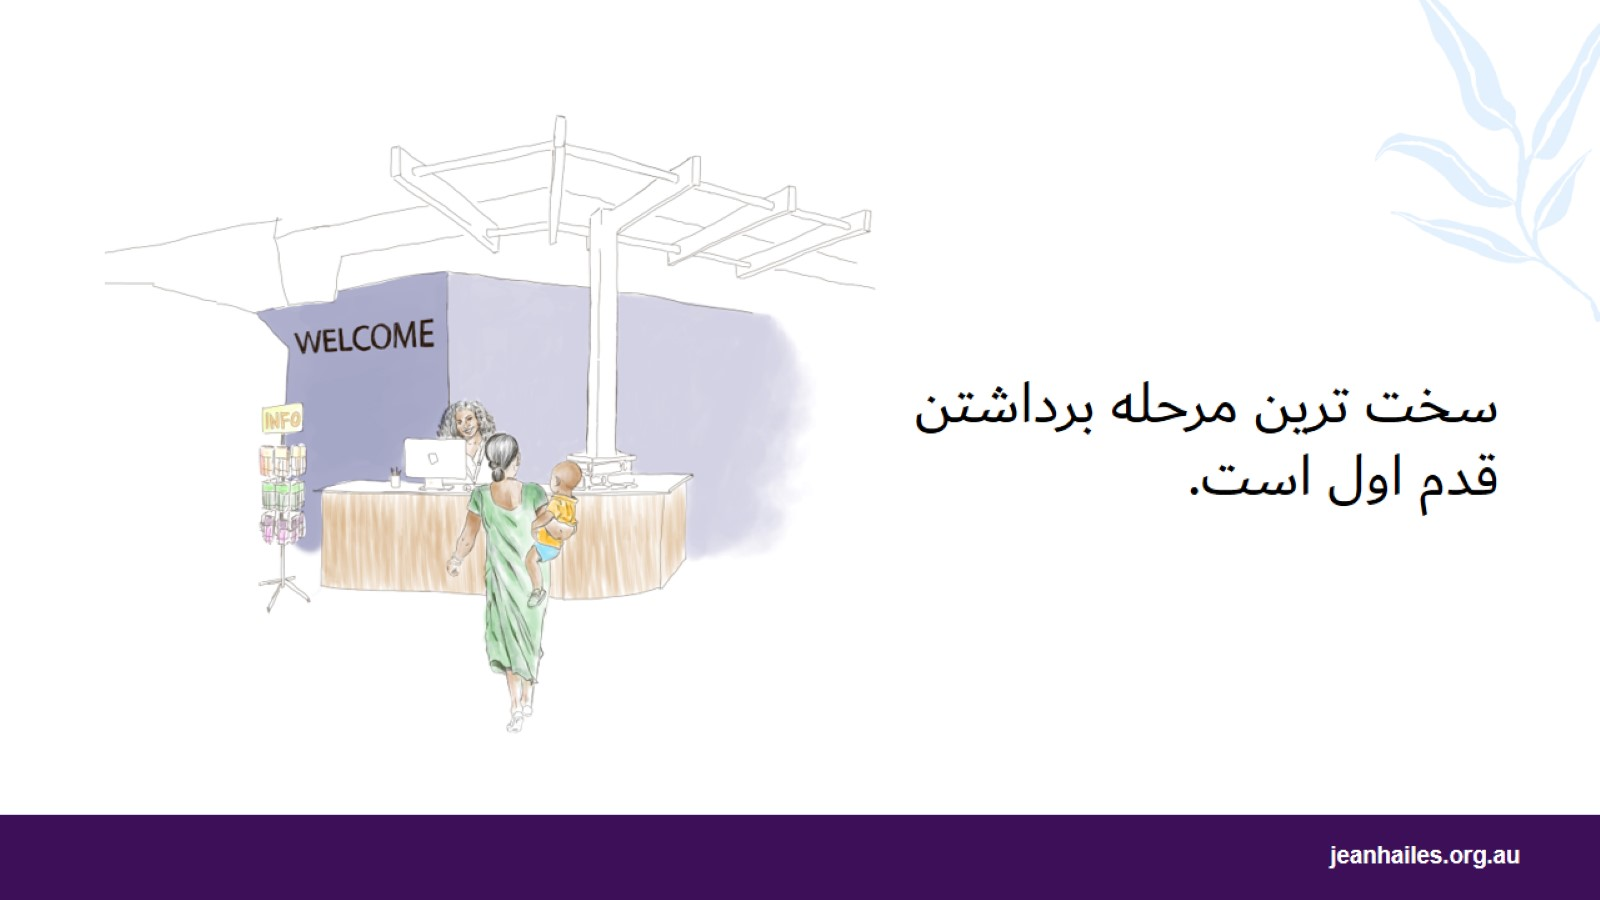 WELCOME
INFO
سخت ترین مرحله برداشتن
قدم اول است.
jeanhailes.org.au